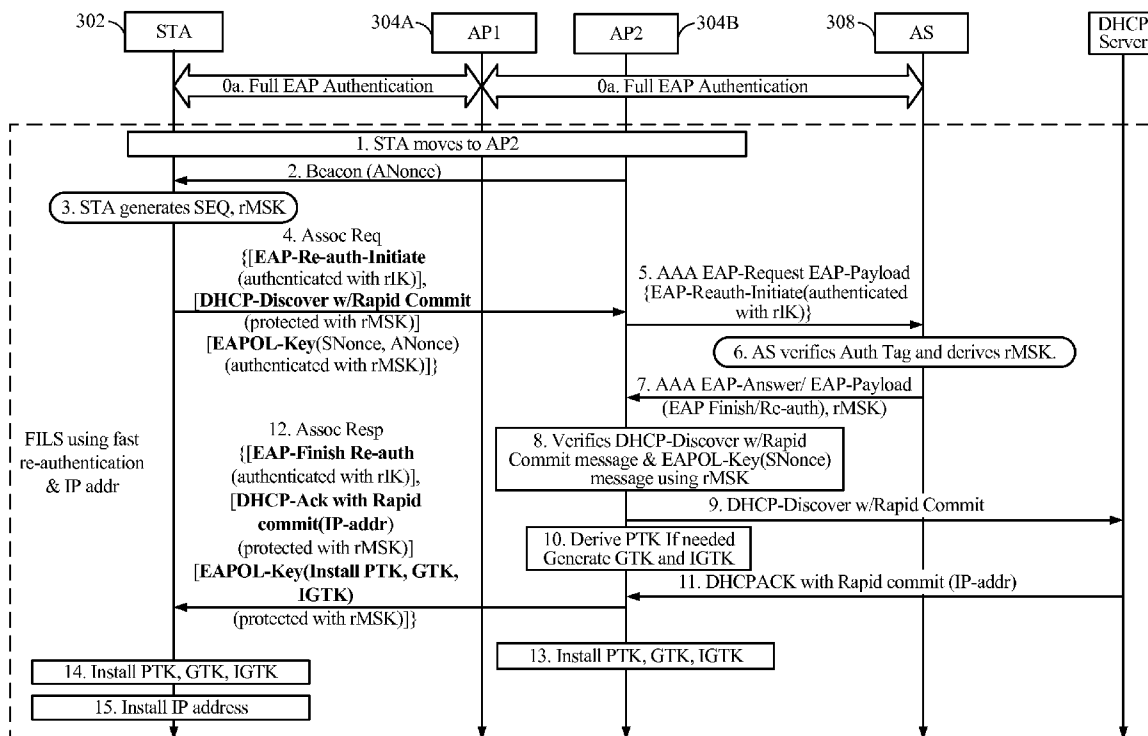 302
STA
304A
AP1
AP2
304B
308
AS
DHCP
Server
0a. Full EAP Authentication
0a. Full EAP Authentication
1. STA moves to AP2
2. Beacon (ANonce)
3. STA generates SEQ, rMSK
4. Assoc Req
{[EAP-Re-auth-Initiate
(authenticated with rIK)],
[DHCP-Discover w/Rapid Commit
(protected with rMSK)]
[EAPOL-Key(SNonce, ANonce)
(authenticated with rMSK)]}
5. AAA EAP-Request EAP-Payload
{EAP-Reauth-Initiate(authenticated
with rIK)}
6. AS verifies Auth Tag and derives rMSK.
7. AAA EAP-Answer/ EAP-Payload
(EAP Finish/Re-auth), rMSK)
8. Verifies DHCP-Discover w/Rapid
Commit message & EAPOL-Key(SNonce)
message using rMSK
9. DHCP-Discover w/Rapid Commit
10. Derive PTK If needed
Generate GTK and IGTK
11. DHCPACK with Rapid commit (IP-addr)
FILS using fast
re-authentication
& IP addr
12. Assoc Resp
{[EAP-Finish Re-auth
(authenticated with rIK)],
[DHCP-Ack with Rapid
commit(IP-addr)
(protected with rMSK)]
[EAPOL-Key(Install PTK, GTK,
IGTK)
(protected with rMSK)]}
13. Install PTK, GTK, IGTK
14. Install PTK, GTK, IGTK
15. Install IP address